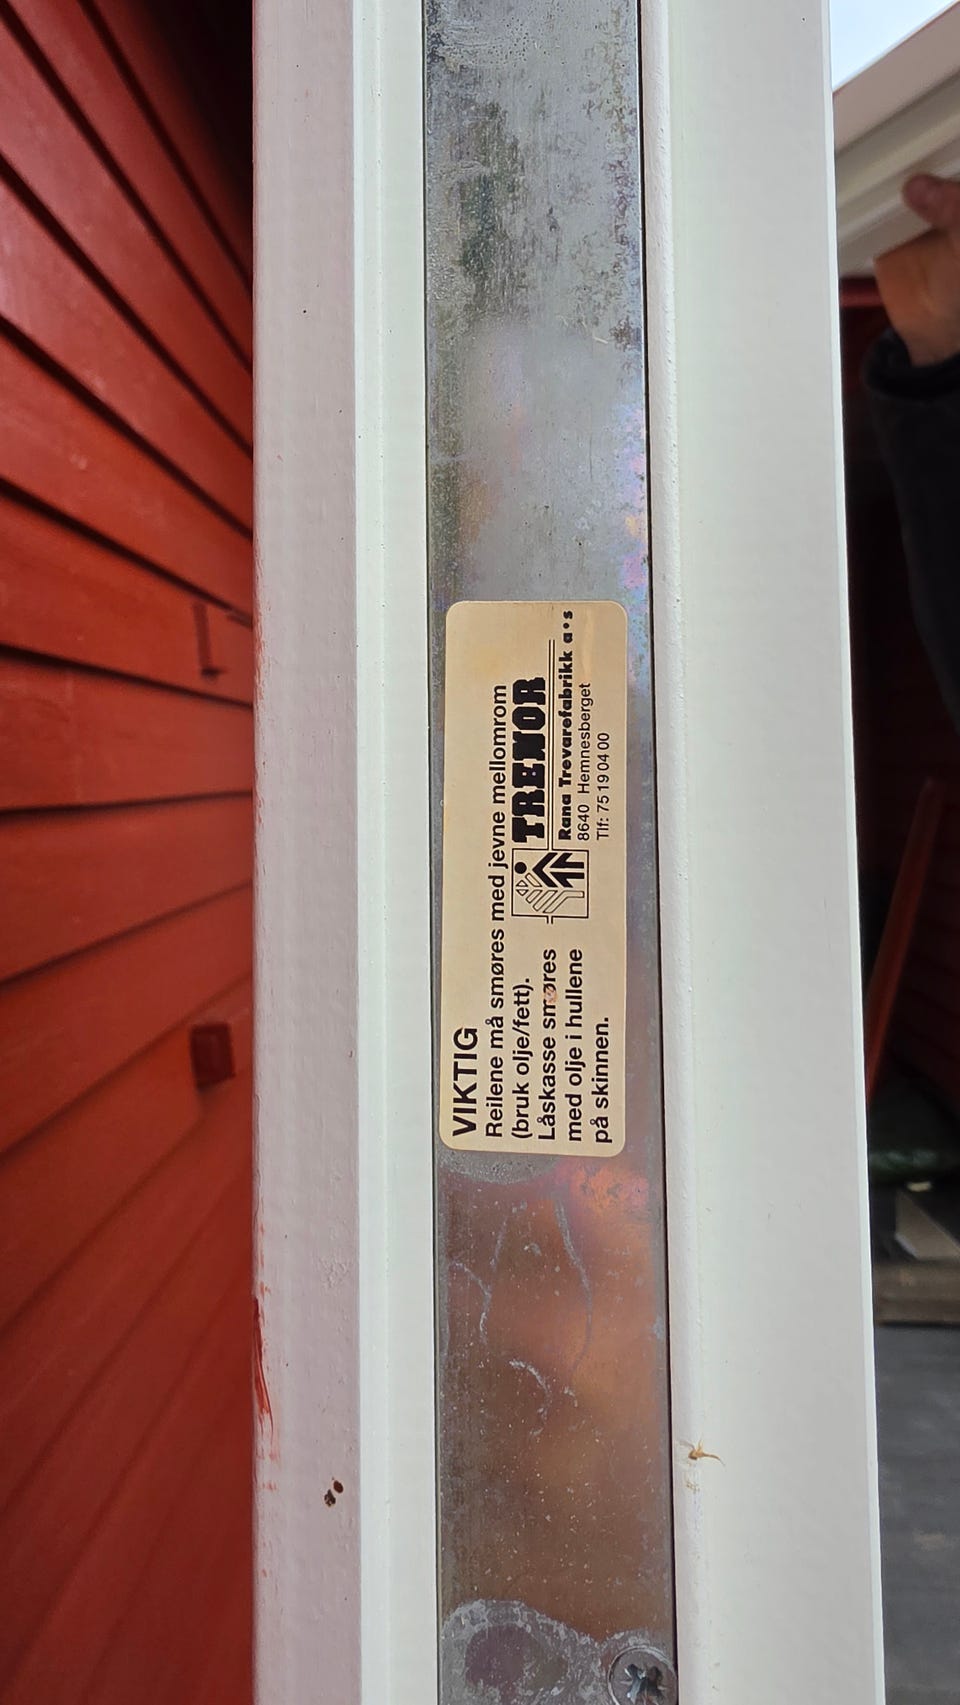 VIKTIG
Reilene må smøres med jevne mellomrom
(bruk olje/fett).
Låskasse smøres
med olje i hullene
på skinnen.
TRENOR
Rana Trevarefabrikk a•s
8640 Hemnesberget
Tlf: 75 19 04 00